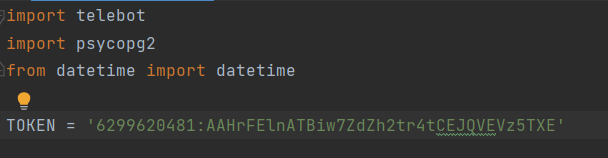 import telebot
import psycopg2
from datetime import datetime
TOKEN = '6299620481:AAHrFElnATBiw7ZdZh2tr4tCEJQVEVz5TXE'